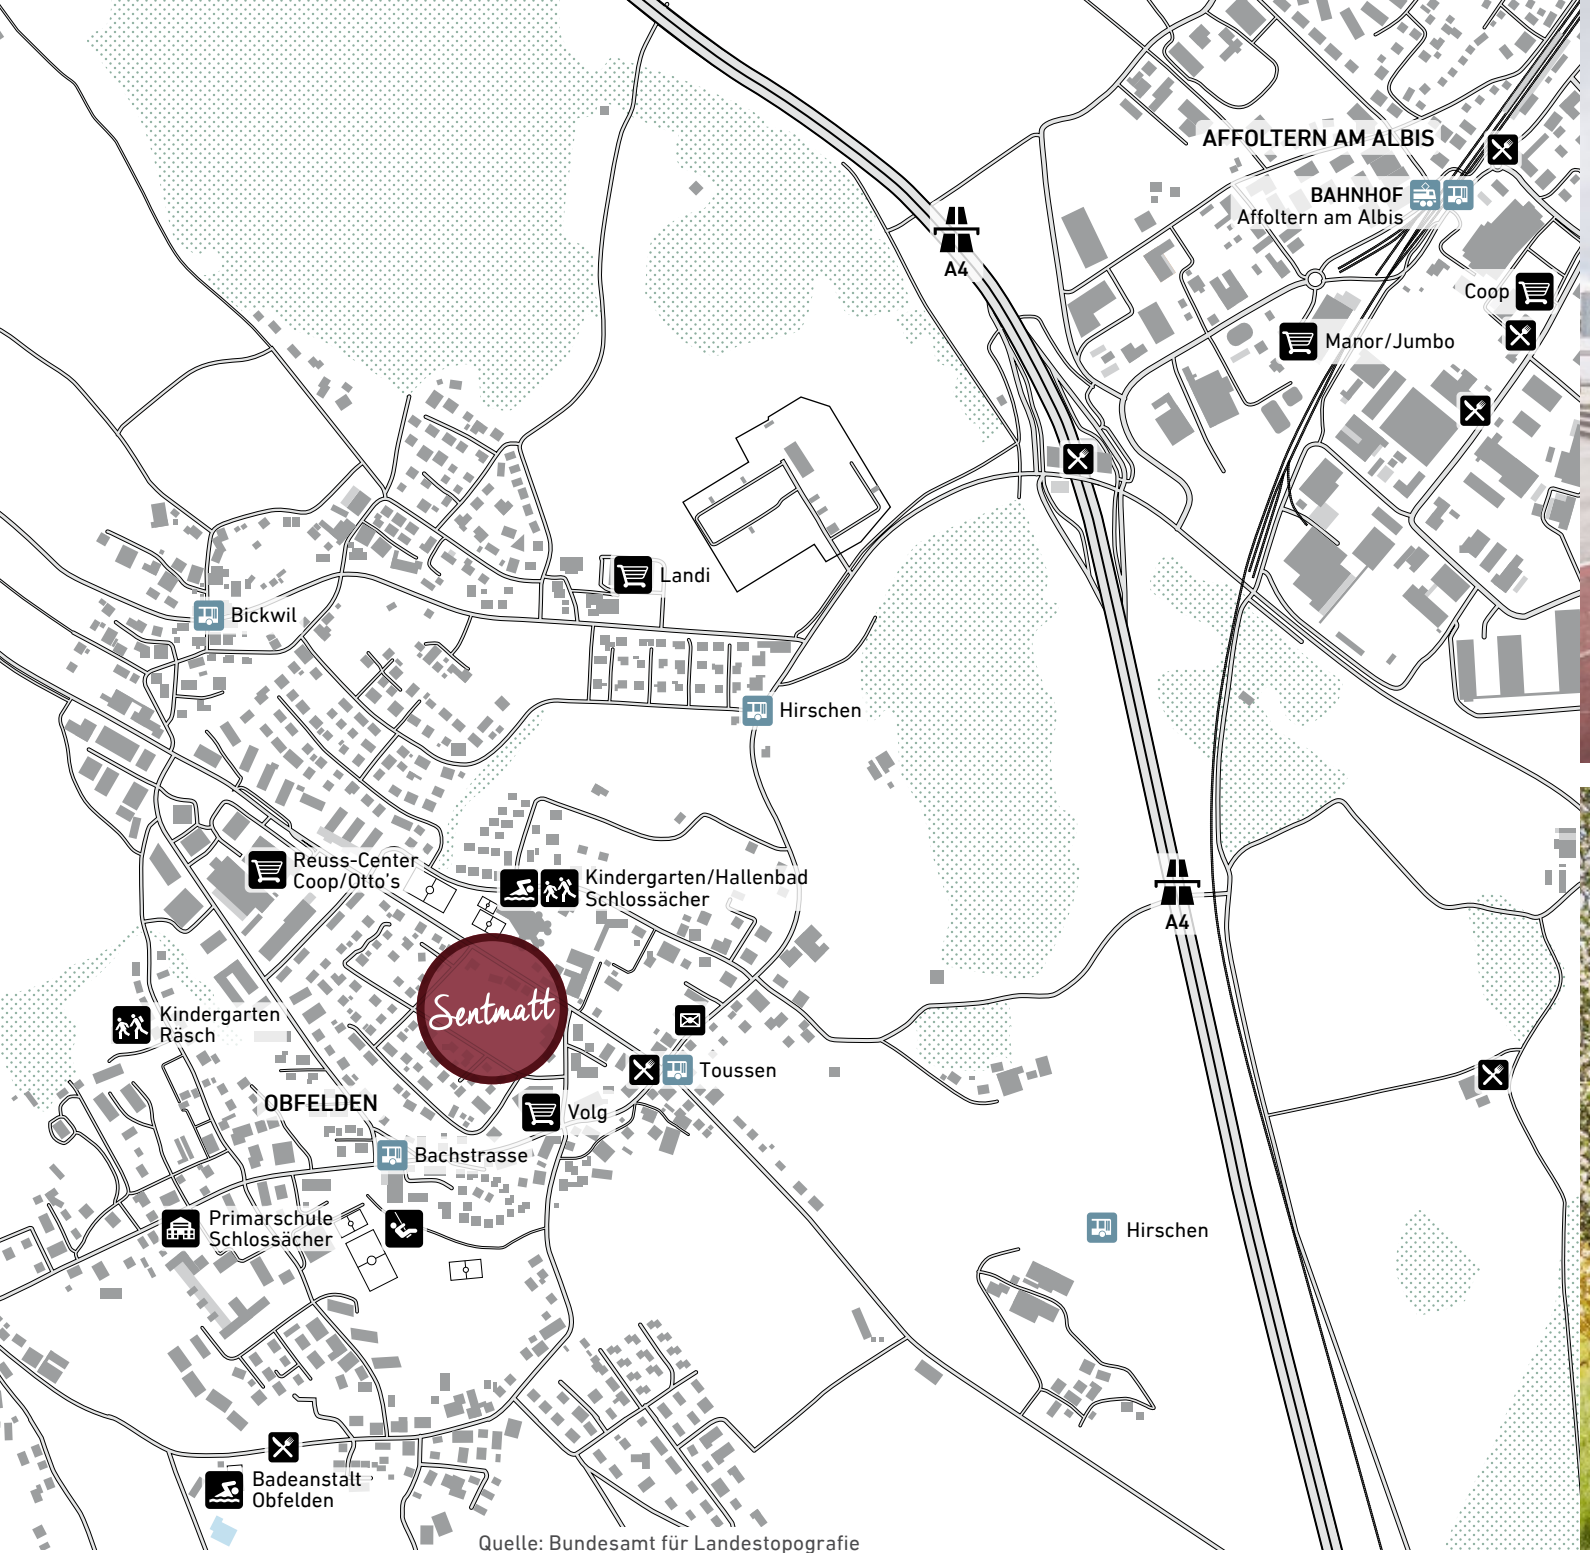 AFFOLTERN AM ALBIS
BAHNHOF
Affoltern am Albis
A4
Coop
Manor/Jumbo
Landi
Bickwil
Hirschen
Reuss-Center
Coop/Otto's
Kindergarten/Hallenbad
Schlossächer
A4
Sentmatt
Kindergarten
Räsch
Toussen
OBFELDEN
Volg
Bachstrasse
Primarschule
Schlossächer
Hirschen
Badeanstalt
Obfelden
Quelle: Bundesamt für Landestopografie